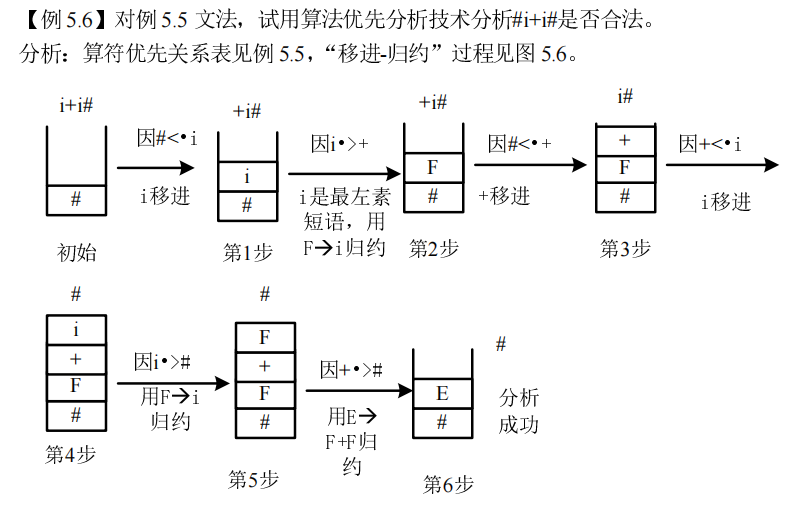 【例 5.6】对例 5.5 文法，试用算法优先分析技术分析#i+i#是否合法。
分析：算符优先关系表见例 5.5，“移进-归约”过程见图 5.6。
i+i#
#
初始
因#<•i
i移进
+i#
i
#
第1步
因i•>+
i是最左素
短语，用
F→i归约
+i#
F
#
第2步
因#<•+
+移进
i#
+
F
#
第3步
因+<•i
i移进
#
i
+
F
#
第4步
因i•>#
用F→i
归约
#
F
+
F
#
第5步
因+•>#
用E→
F+F归
约
#
E
#
第6步
分析
成功